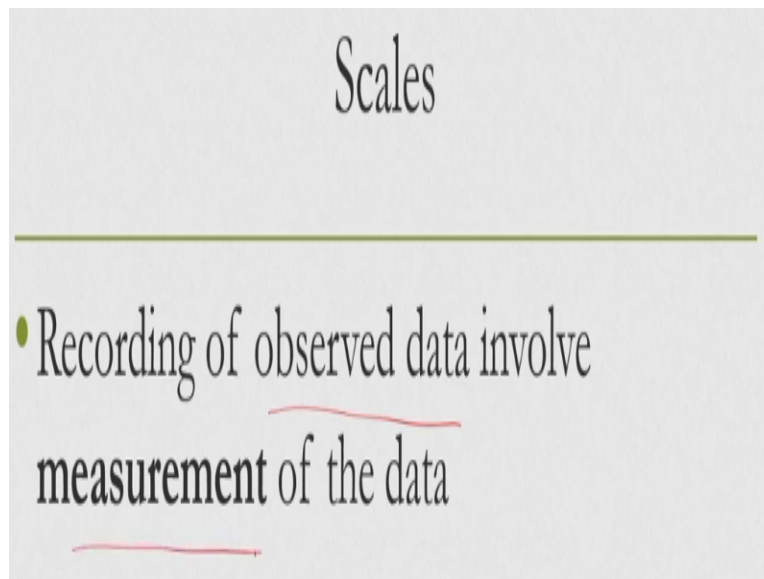 Scales
• Recording of observed data involve
measurement of the data